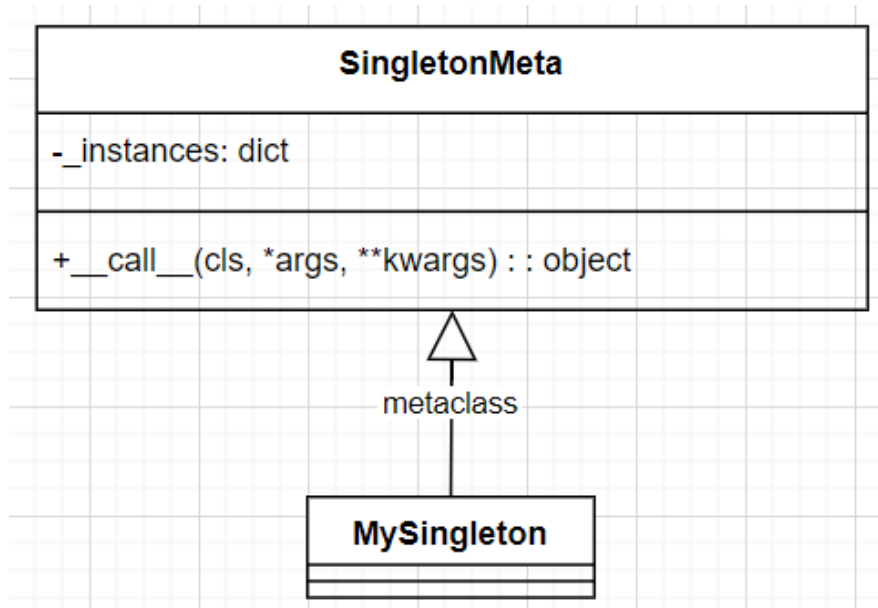 SingletonMeta
-_instances: dict
+__call__(cls, *args, **kwargs) : : object
metaclass
MySingleton